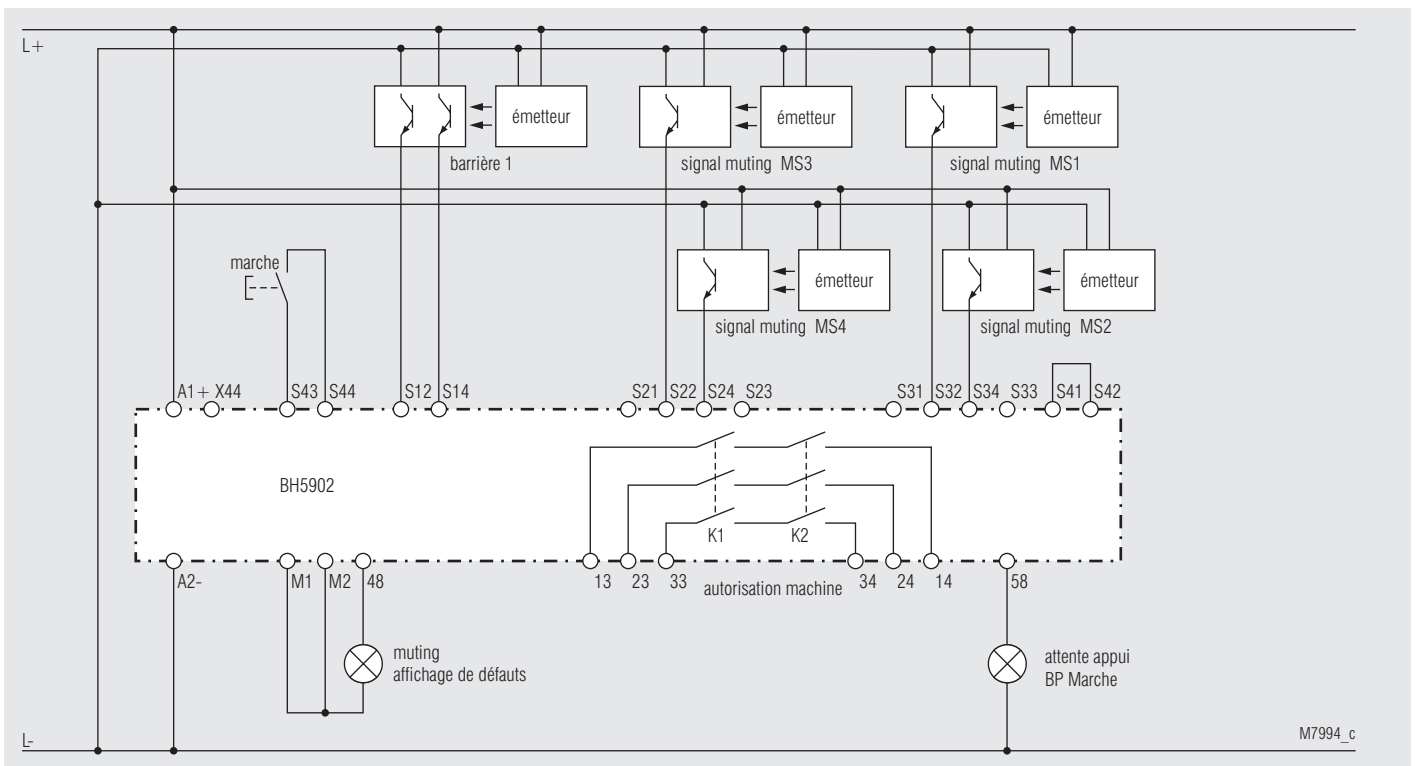 L+
émetteur
émetteur
émetteur
barrière 1
signal muting MS3
signal muting MS1
marche
émetteur
émetteur
signal muting MS4
signal muting MS2
A1+ X44 S43 S44 S12 S14 S21 S22 S24 S23 S31 S32 S34 S33 S41 S42
BH5902
K1 K2
A2- M1 M2 48 13 23 33 autorisation machine 34 24 14 58
muting
affichage de défauts
attente appui
BP Marche
L-
M7994_c